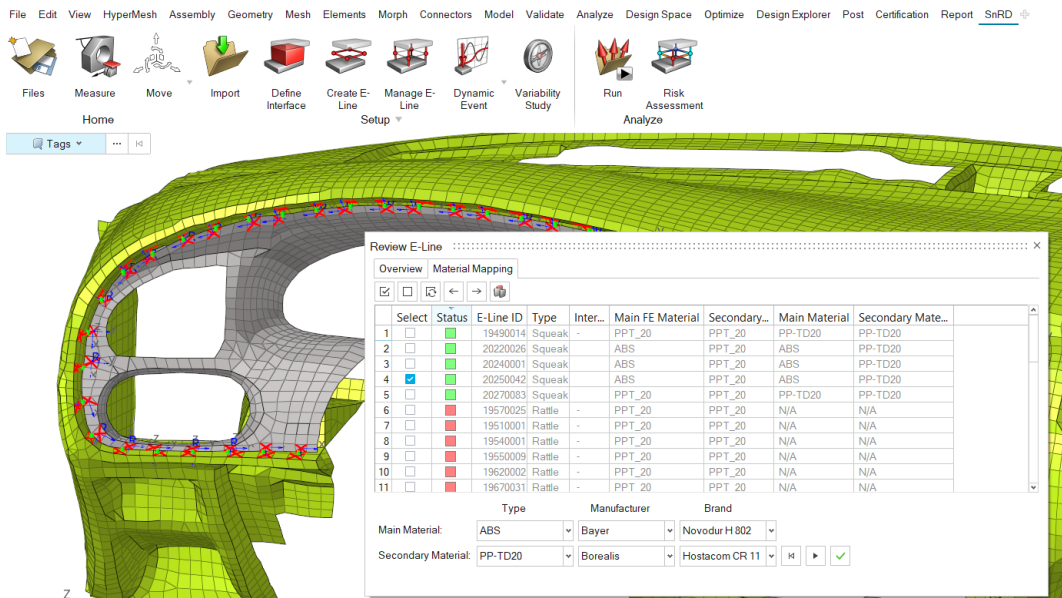 File Edit View HyperMesh Assembly Geometry Mesh Elements Morph Connectors Model Validate Analyze Design Space Optimize Design Explorer Post Certification Report SnRD
Files Measure Move Import Define Interface Create E-Line Manage E-Line Dynamic Event Variability Study Run Risk Assessment
Home Setup Analyze
Tags
Review E-Line
Overview Material Mapping
Select Status E-Line ID Type Inter... Main FE Material Secondary... Main Material Secondary Mate...
1 19490014 Squeak - PPT_20 PPT_20 PP-TD20 PP-TD20
2 20220026 Squeak ABS PPT_20 ABS PP-TD20
3 20240001 Squeak ABS PPT_20 ABS PP-TD20
4 20250042 Squeak ABS PPT_20 ABS PP-TD20
5 20270083 Squeak PPT_20 PPT_20 PP-TD20 PP-TD20
6 19570025 Rattle - PPT_20 PPT_20 N/A N/A
7 19510001 Rattle - PPT_20 PPT_20 N/A N/A
8 19540001 Rattle - PPT_20 PPT_20 N/A N/A
9 19550009 Rattle - PPT_20 PPT_20 N/A N/A
10 19620002 Rattle - PPT_20 PPT_20 N/A N/A
11 19670031 Rattle - PPT_20 PPT_20 N/A N/A
Type Manufacturer Brand
Main Material: ABS Bayer Novodur H 802
Secondary Material: PP-TD20 Borealis Hostacom CR 11
Z